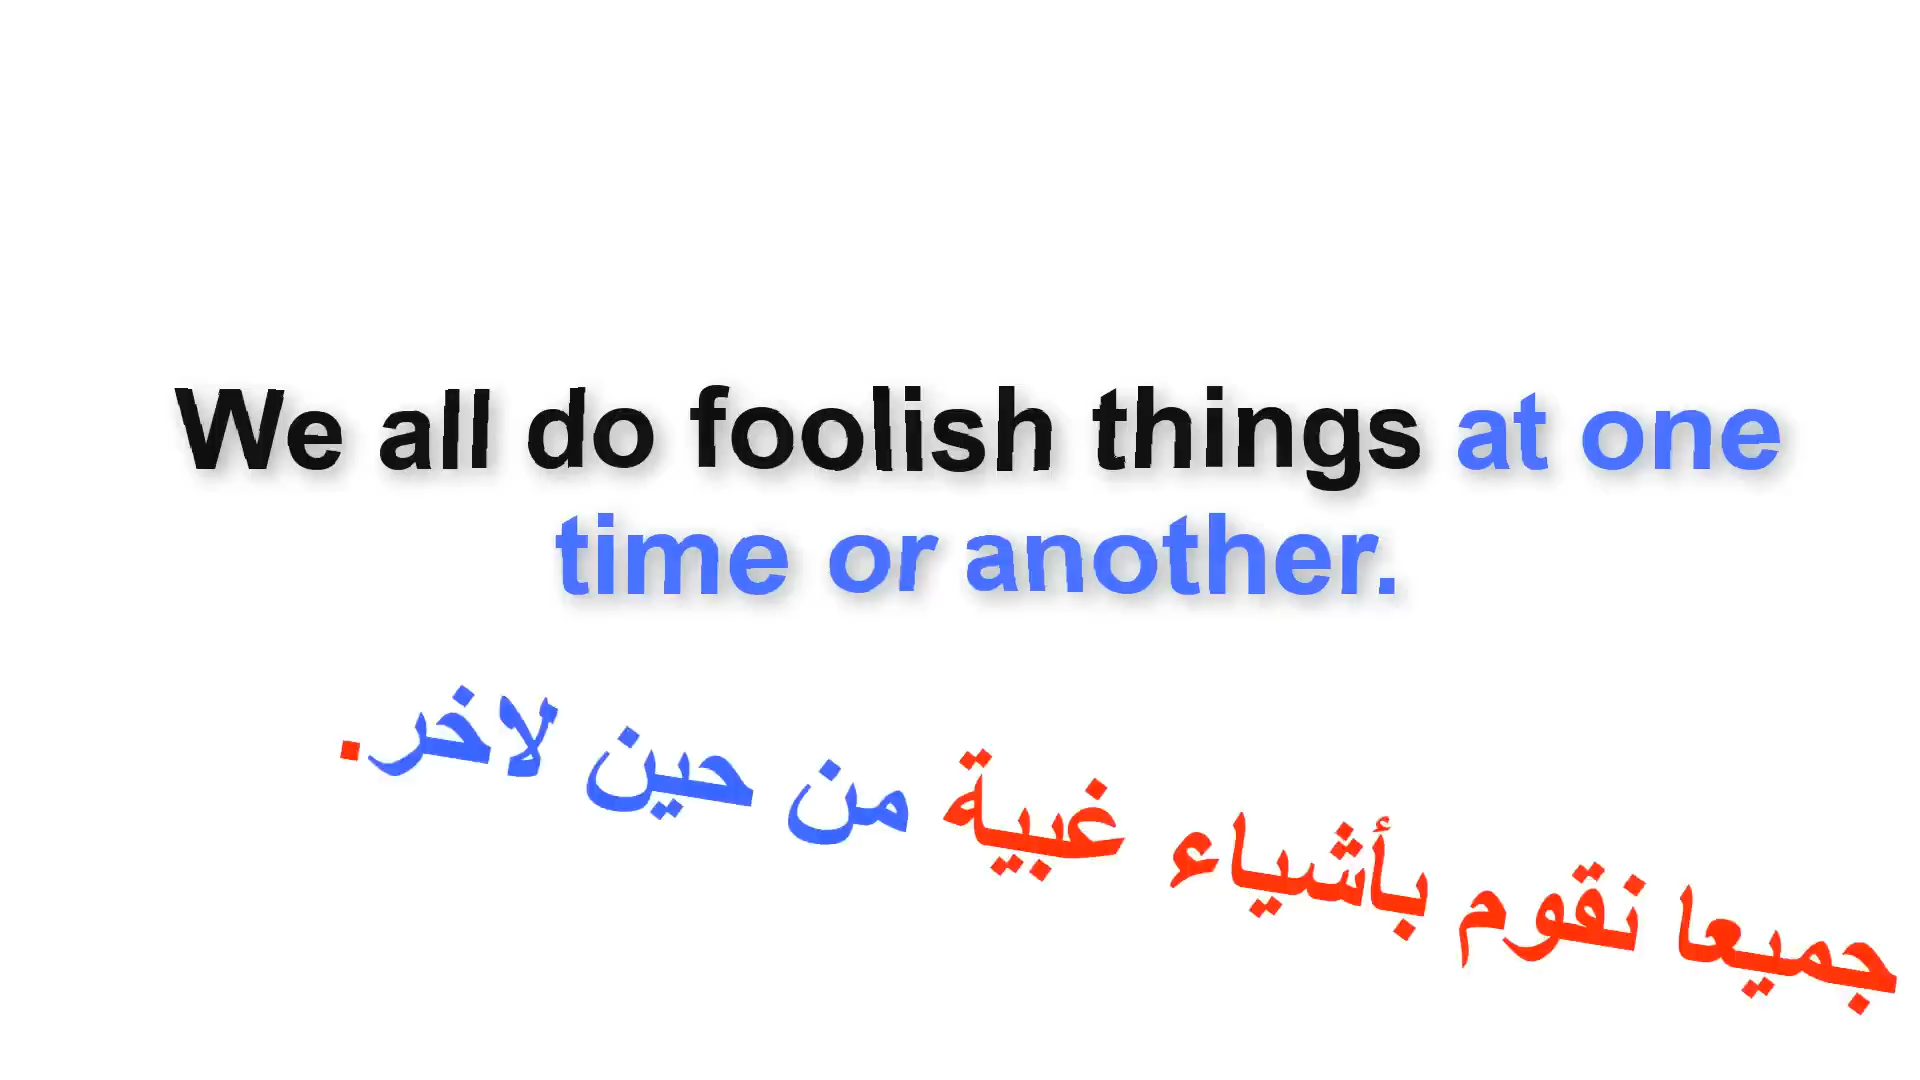 We all do foolish things at one
time or another.
جميعا نقوم بأشياء غبية من حين لاخر.